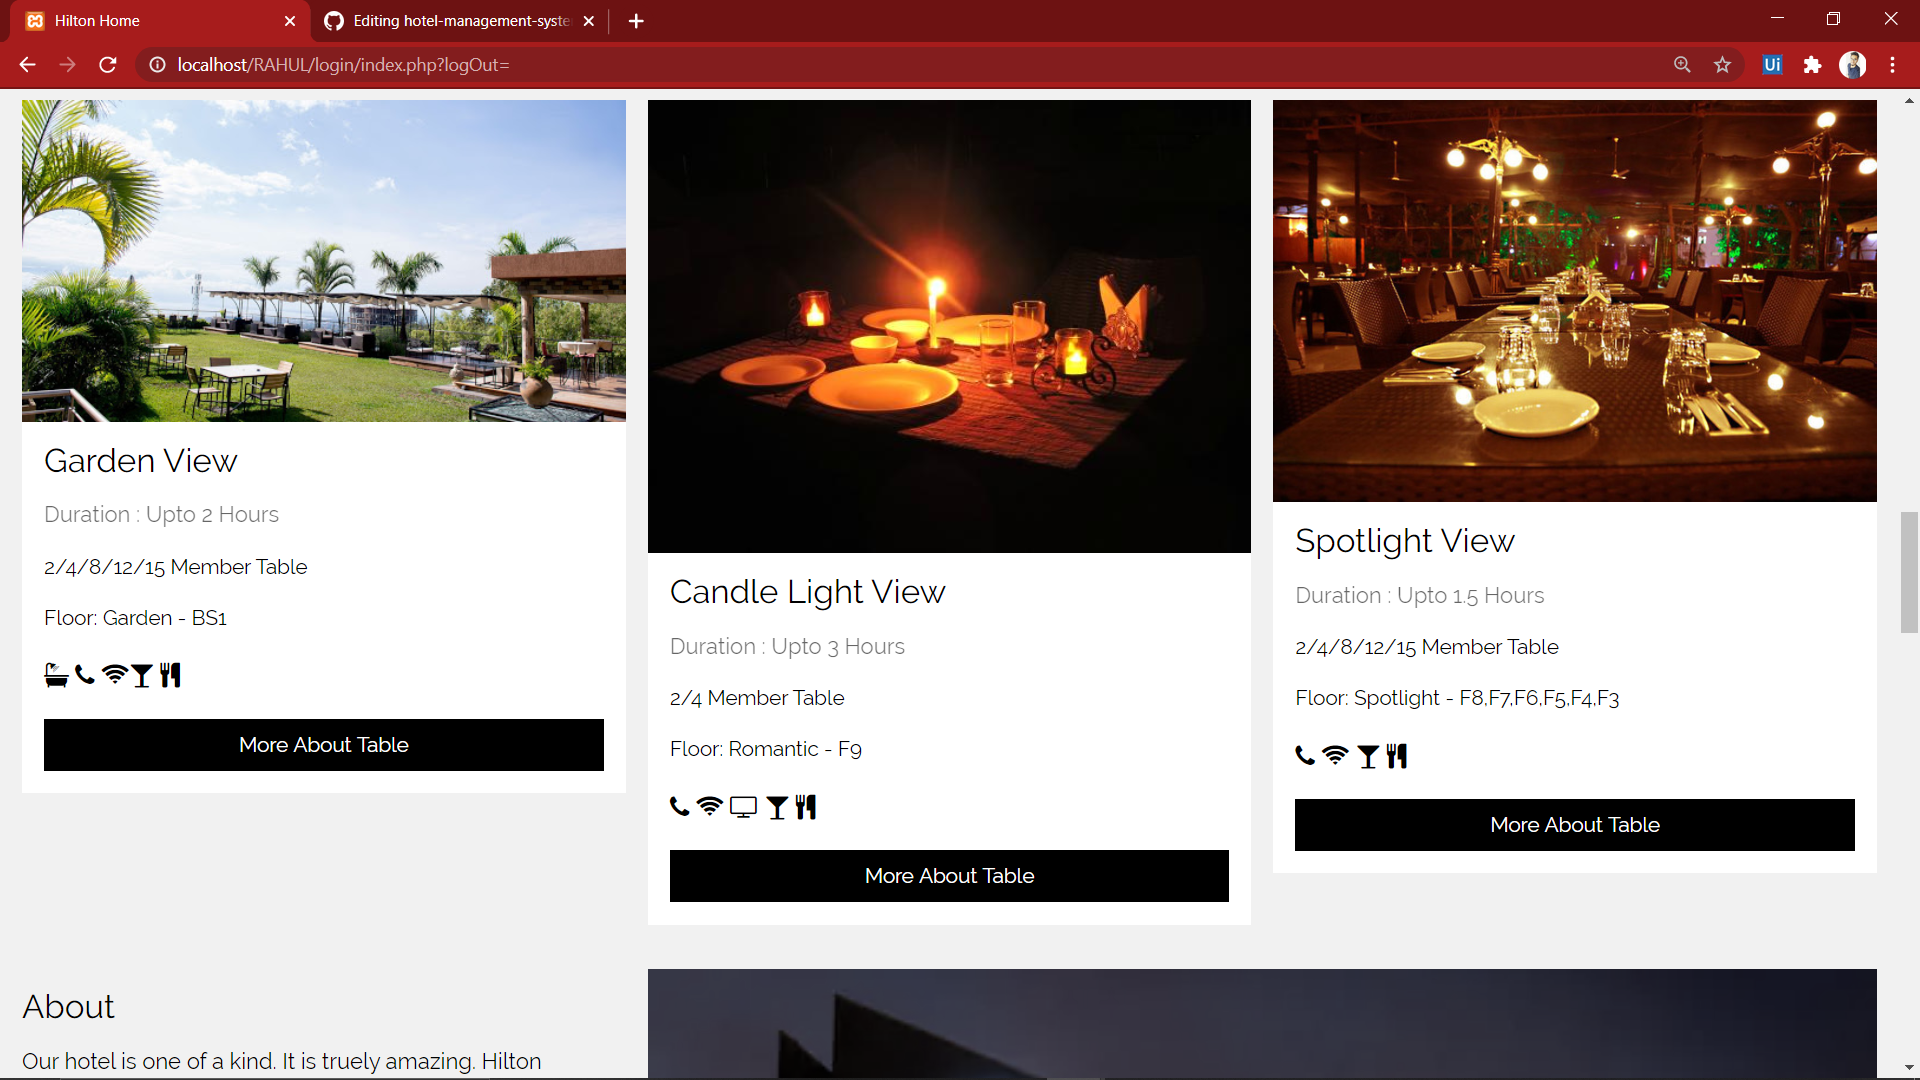 Hilton Home
Editing hotel-management-syste
localhost/RAHUL/login/index.php?logOut=
Ui
Garden View
Duration : Upto 2 Hours
2/4/8/12/15 Member Table
Floor: Garden - BS1
More About Table
Candle Light View
Duration : Upto 3 Hours
2/4 Member Table
Floor: Romantic - F9
More About Table
Spotlight View
Duration : Upto 1.5 Hours
2/4/8/12/15 Member Table
Floor: Spotlight - F8,F7,F6,F5,F4,F3
More About Table
About
Our hotel is one of a kind. It is truely amazing. Hilton